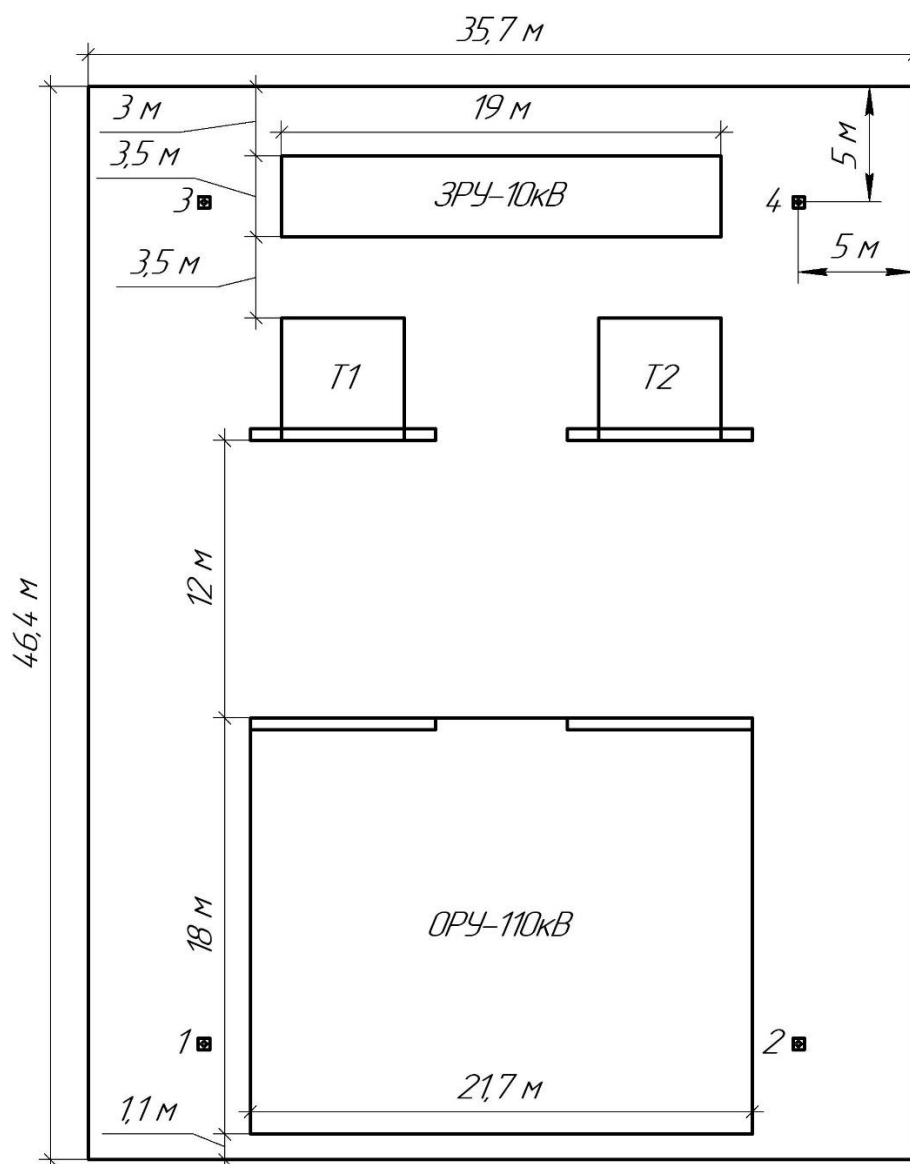 35,7 м
3 м
19 м
3,5 м
5 м
3
ЗРУ-10кВ
4
3,5 м
5 м
Т1
Т2
12 м
46,4 м
18 м
ОРУ-110кВ
1
2
21,7 м
1,1 м